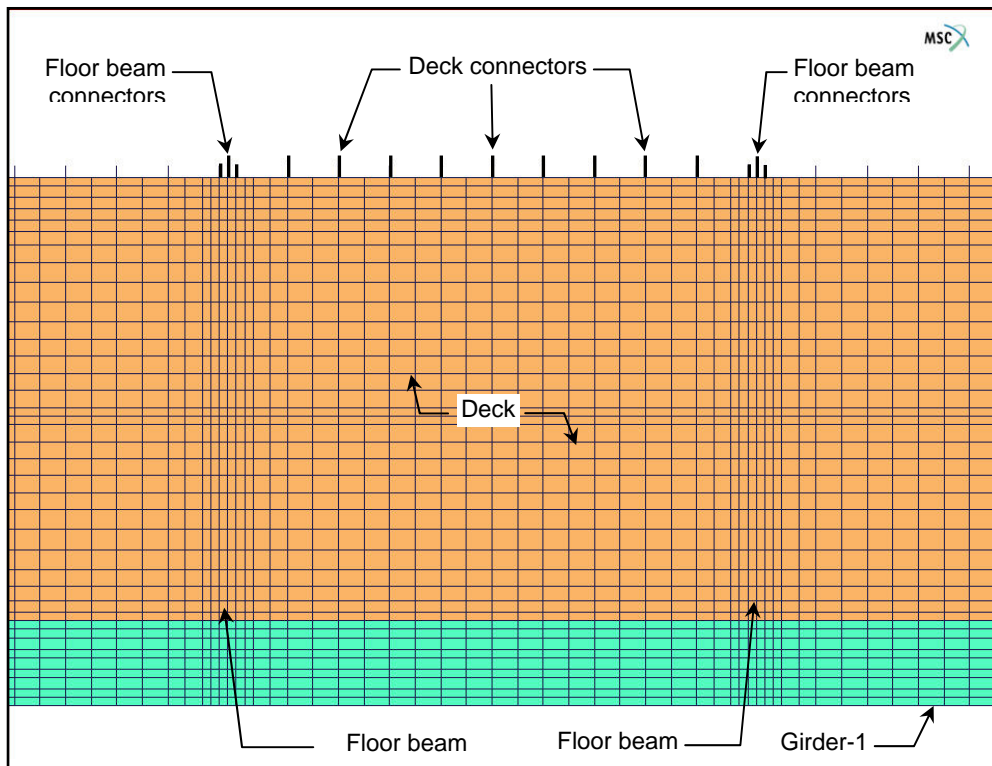 MSC
Floor beam
connectors
Deck connectors
Floor beam
connectors
Deck
Floor beam
Floor beam
Girder-1